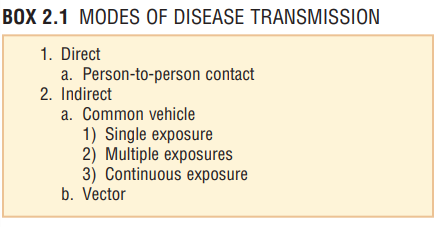 BOX 2.1 MODES OF DISEASE TRANSMISSION
1. Direct
a. Person-to-person contact
2. Indirect
a. Common vehicle
1) Single exposure
2) Multiple exposures
3) Continuous exposure
b. Vector